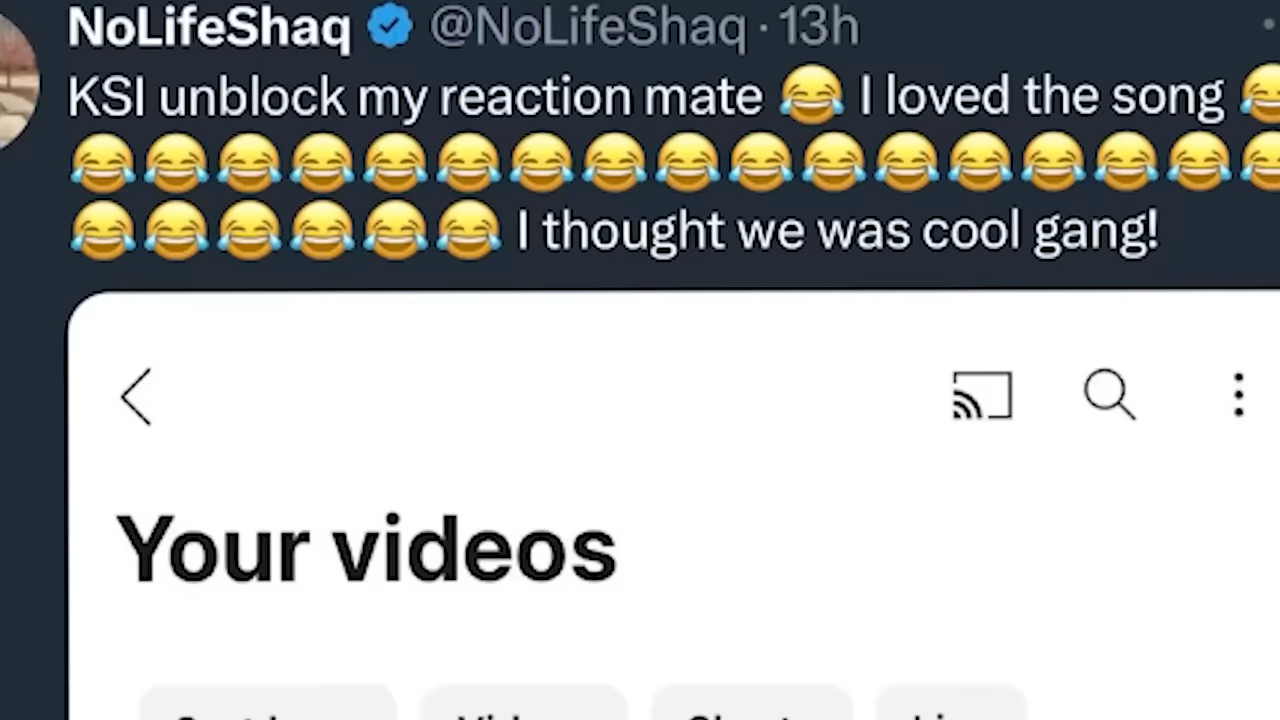 NoLifeShaq @NoLifeShaq · 13h
KSI unblock my reaction mate 😂 I loved the song 😂
😂😂😂😂😂😂😂😂😂😂😂😂😂😂😂😂😂
😂😂😂😂😂😂 I thought we was cool gang!
Your videos